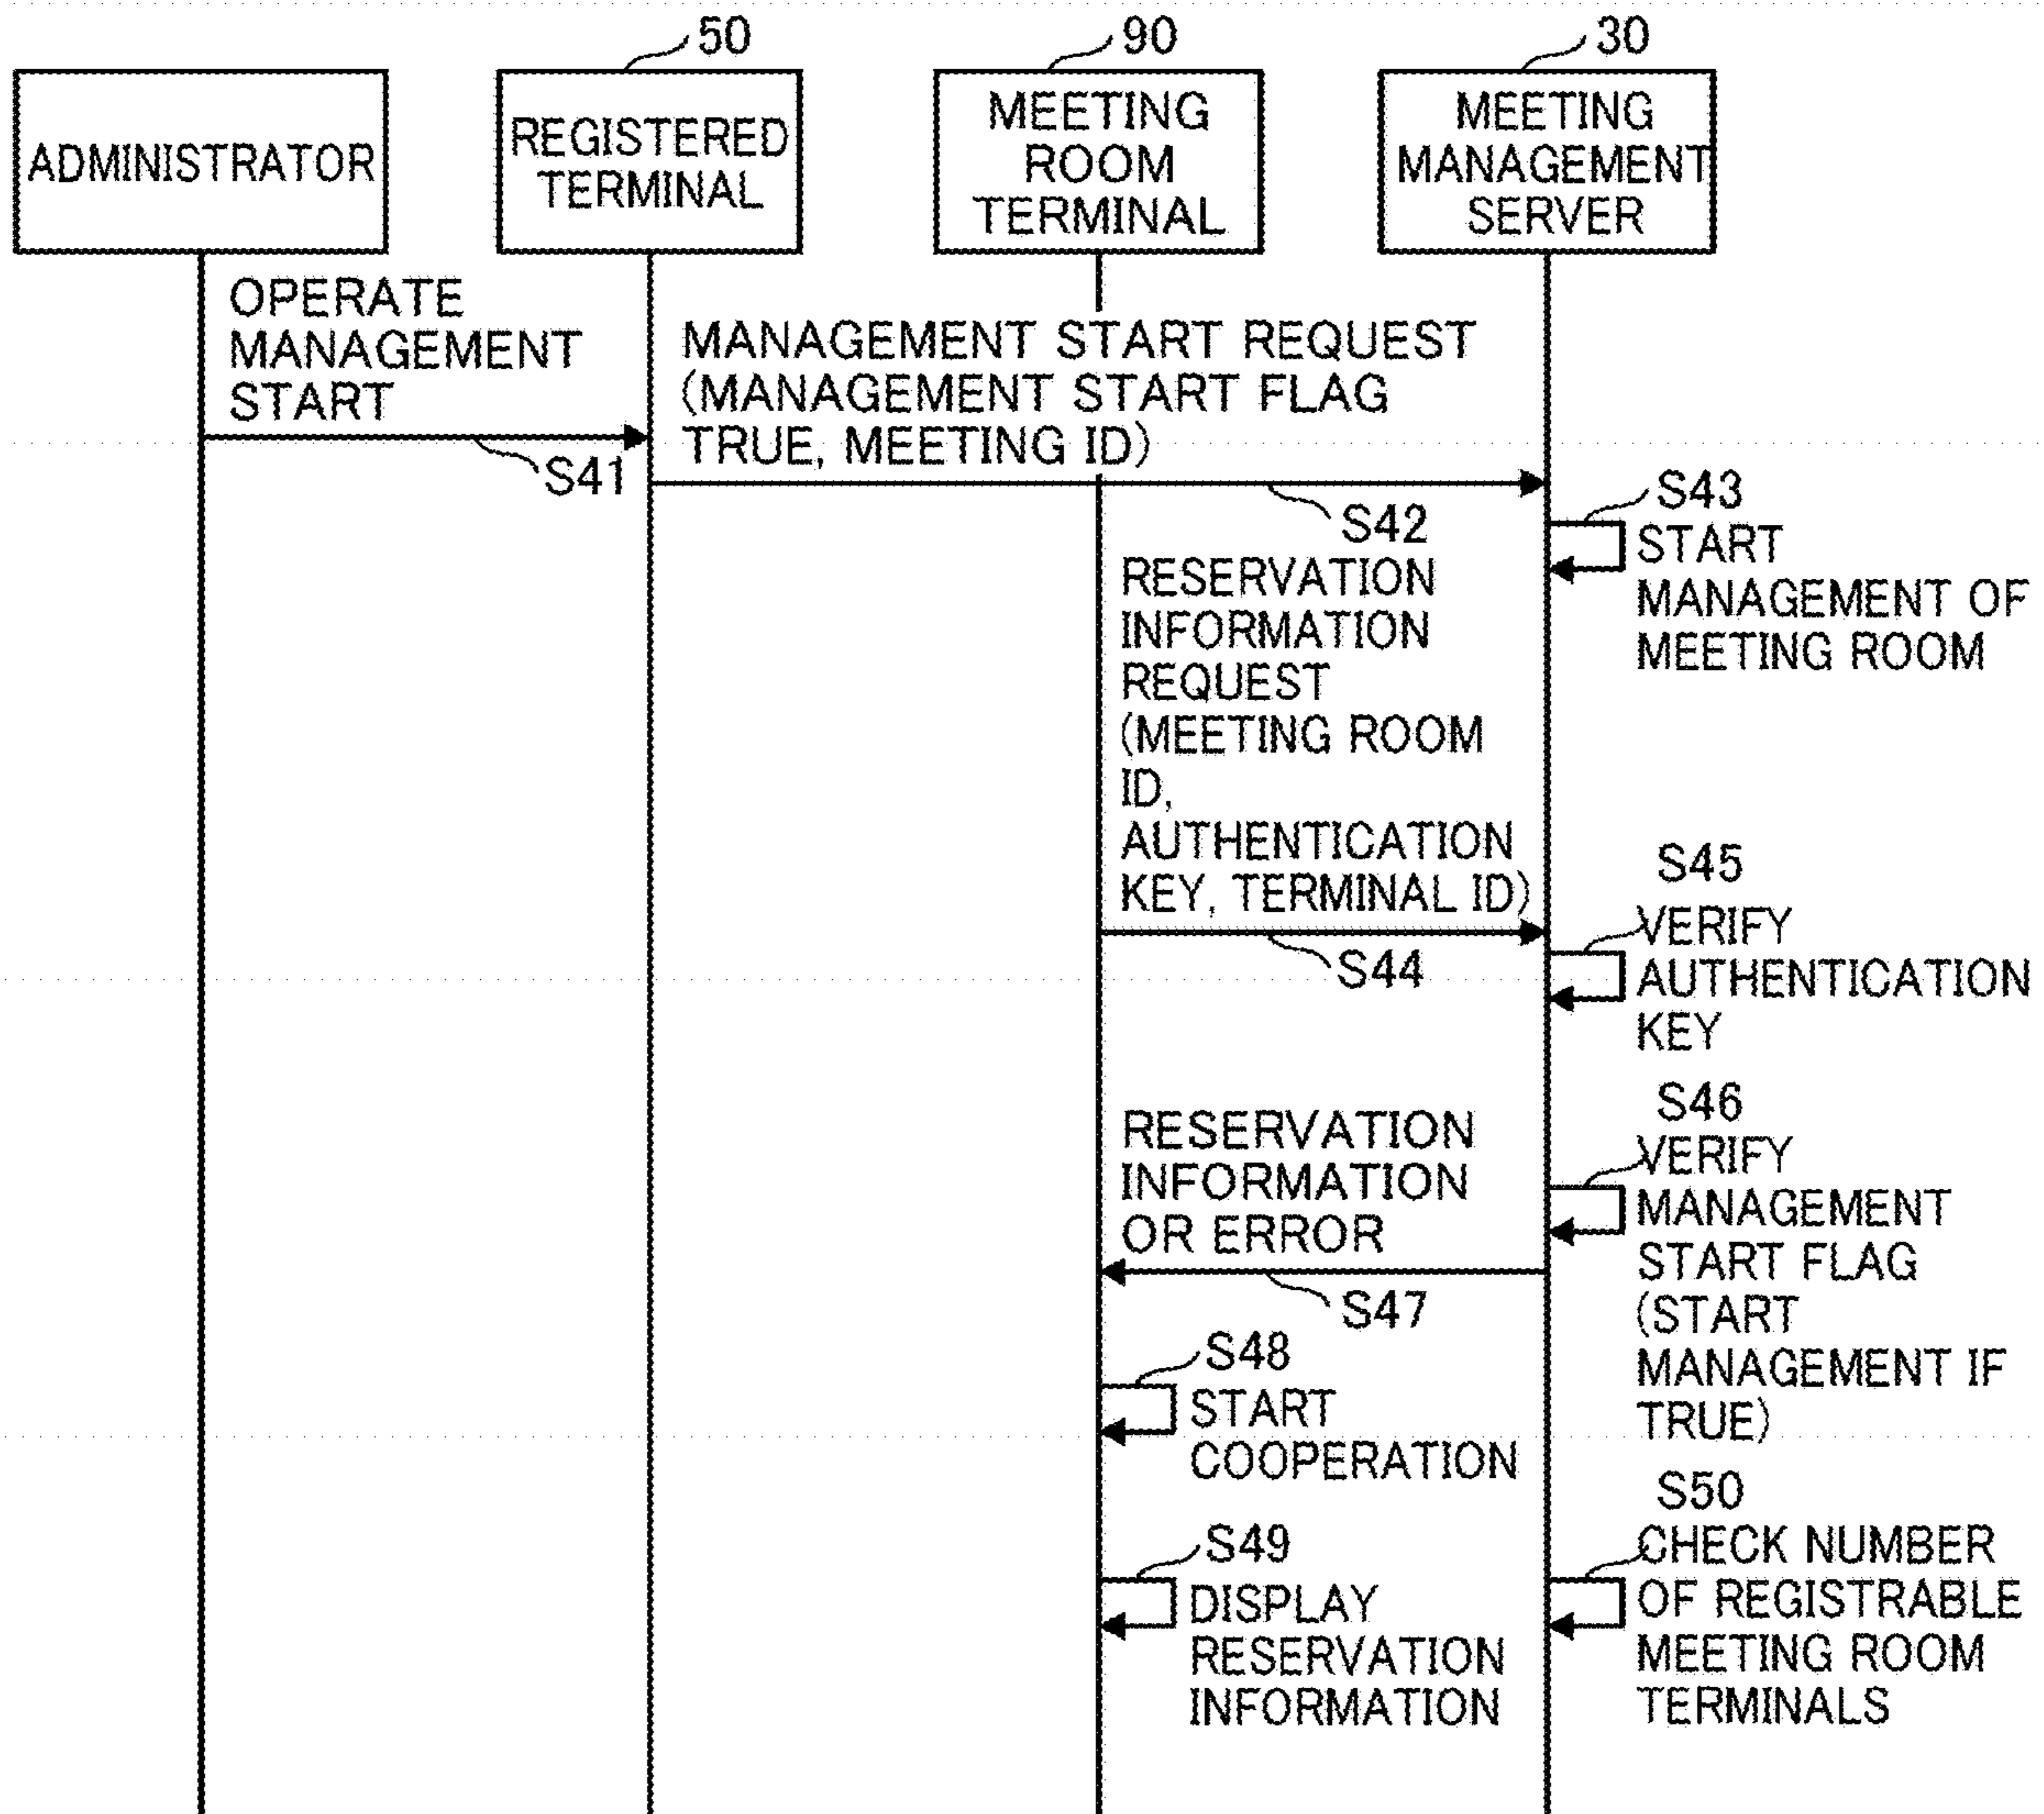 50
90
30
ADMINISTRATOR
REGISTERED
TERMINAL
MEETING
ROOM
TERMINAL
MEETING
MANAGEMENT
SERVER
OPERATE
MANAGEMENT
START
S41
MANAGEMENT START REQUEST
(MANAGEMENT START FLAG
TRUE, MEETING ID)
S42
S43
START
MANAGEMENT OF
MEETING ROOM
RESERVATION
INFORMATION
REQUEST
(MEETING ROOM
ID,
AUTHENTICATION
KEY, TERMINAL ID)
S44
S45
VERIFY
AUTHENTICATION
KEY
S46
VERIFY
MANAGEMENT
START FLAG
(START
MANAGEMENT IF
TRUE)
RESERVATION
INFORMATION
OR ERROR
S47
S48
START
COOPERATION
S49
DISPLAY
RESERVATION
INFORMATION
S50
CHECK NUMBER
OF REGISTRABLE
MEETING ROOM
TERMINALS